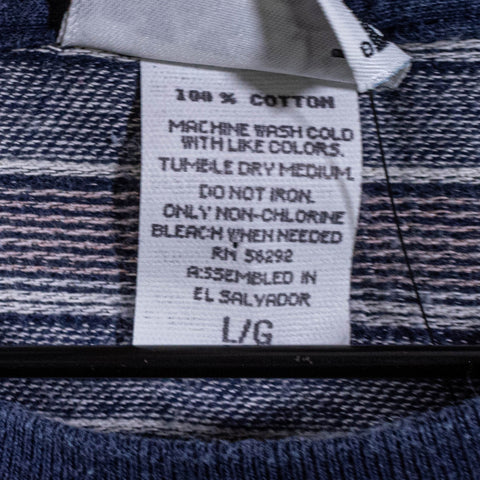 100 % COTTON
MACHINE WASH COLD
WITH LIKE COLORS.
TUMBLE DRY MEDIUM.
DO NOT IRON.
ONLY NON-CHLORINE
BLEACH WHEN NEEDED
RN 56292
ASSEMBLED IN
EL SALVADOR
L/G